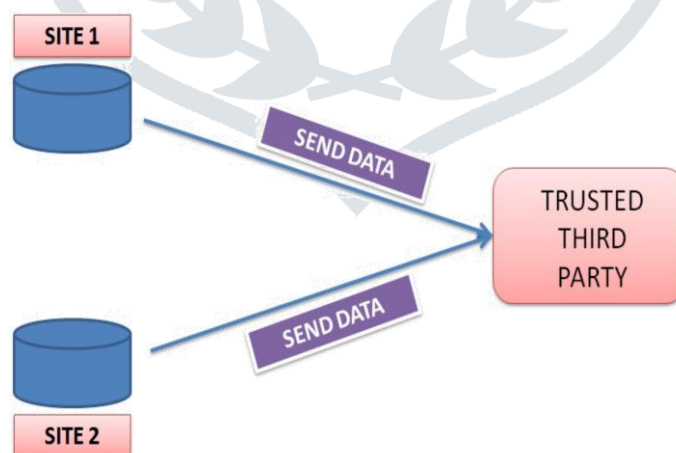 SITE 1
SEND DATA
TRUSTED
THIRD
PARTY
SEND DATA
SITE 2